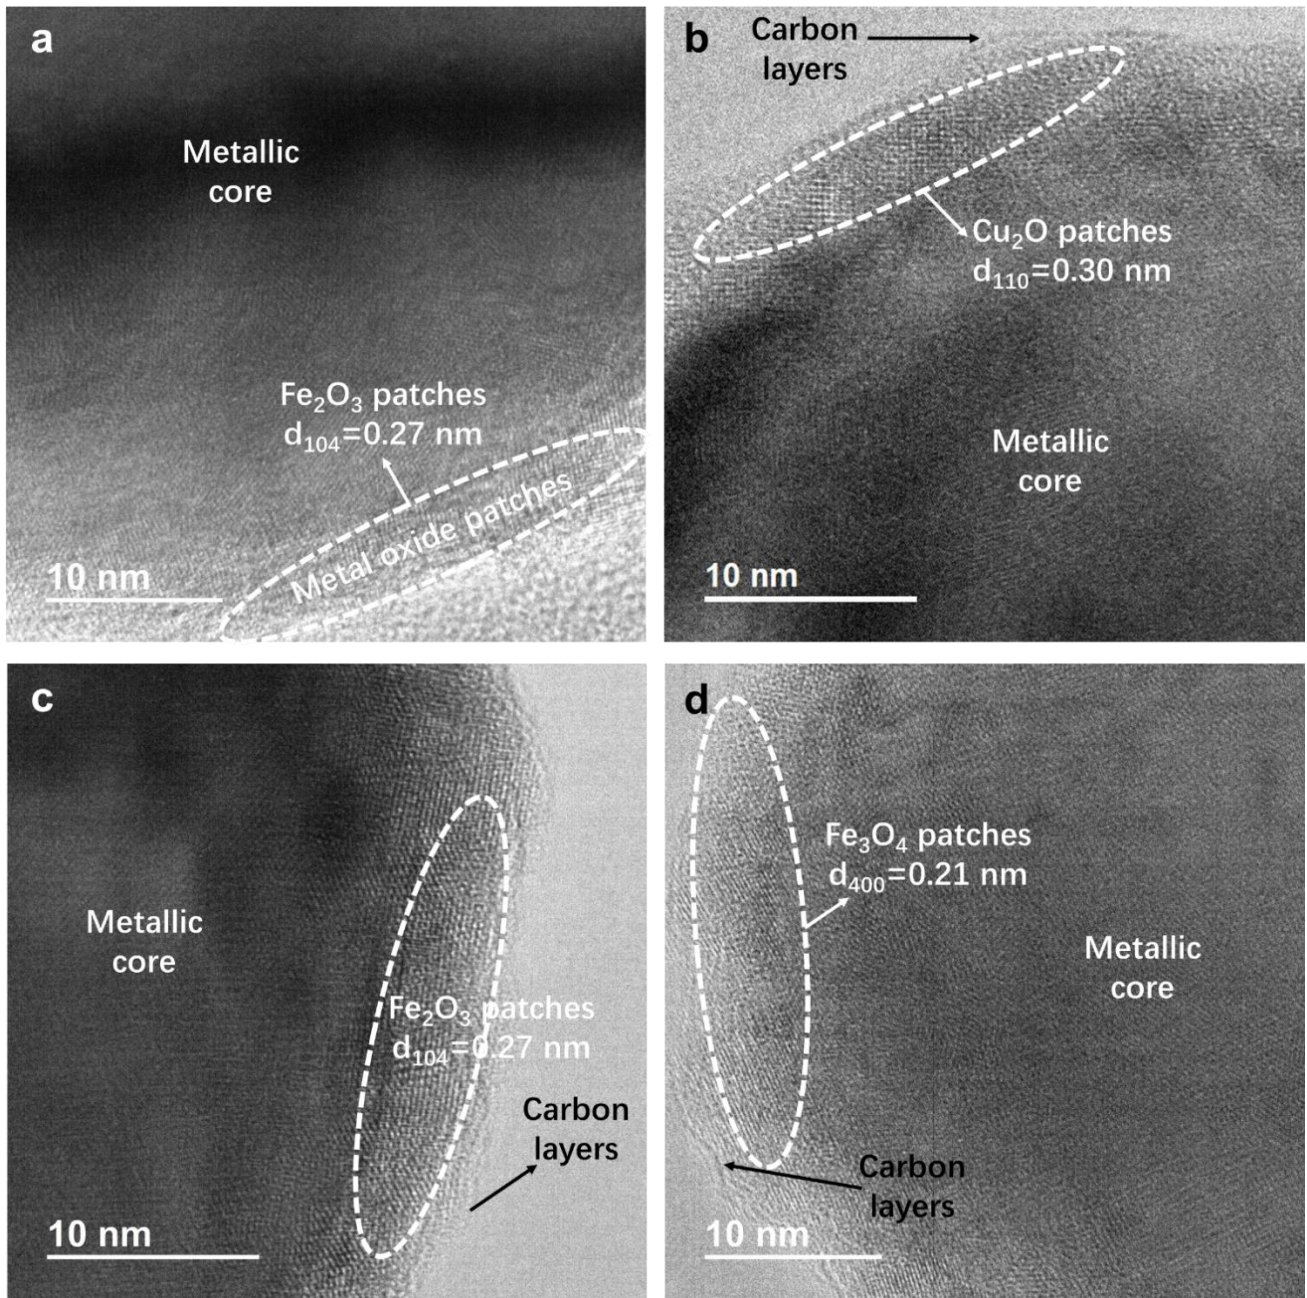 a
Metallic
core
Fe₂O₃ patches
d₁₀₄=0.27 nm
Metal oxide patches
10 nm
b
Carbon
layers
Cu₂O patches
d₁₁₀=0.30 nm
Metallic
core
10 nm
c
Metallic
core
Fe₂O₃ patches
d₁₀₄=0.27 nm
Carbon
layers
10 nm
d
Fe₃O₄ patches
d₄₀₀=0.21 nm
Metallic
core
Carbon
layers
10 nm